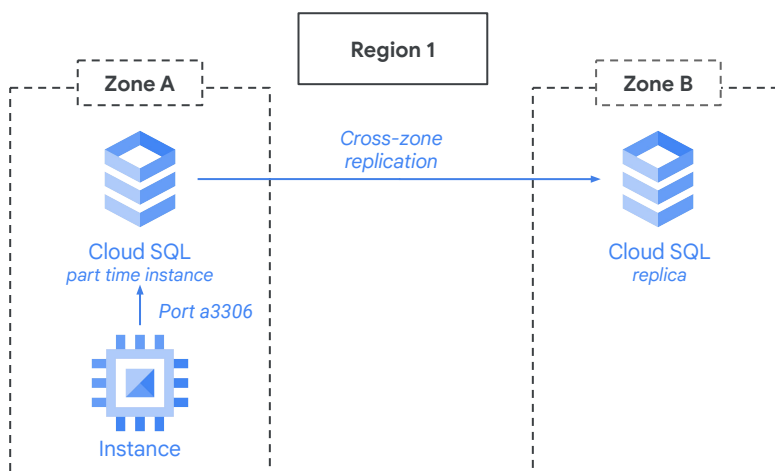 Region 1
Zone A
Zone B
Cross-zone
replication
Cloud SQL
part time instance
Cloud SQL
replica
Port a3306
Instance